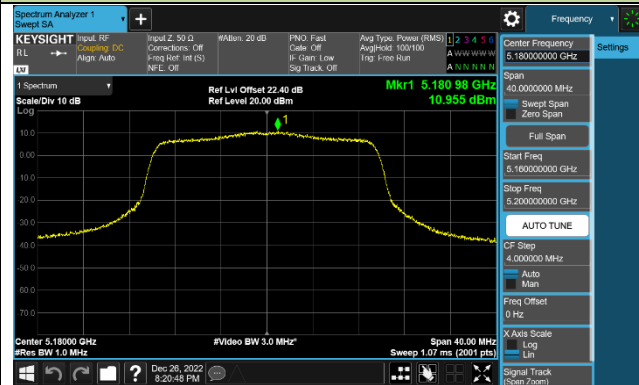 Spectrum Analyzer 1
Swept SA
Frequency
KEYSIGHT
RL
Input: RF
Coupling: DC
Align: Auto
Input Z: 50 Ω
Corrections: Off
Freq Ref: Int (S)
NFE: Off
#Atten: 20 dB
PNO: Fast
Gate: Off
IF Gain: Low
Sig Track: Off
Avg Type: Power (RMS)
Avg|Hold: 100/100
Trig: Free Run
1 2 3 4 5 6
A W W W W W
A N N N N N
Center Frequency
5.180000000 GHz
Settings
Span
40.0000000 MHz
Swept Span
Zero Span
Full Span
Start Freq
5.160000000 GHz
Stop Freq
5.200000000 GHz
AUTO TUNE
CF Step
4.000000 MHz
Auto
Man
Freq Offset
0 Hz
X Axis Scale
Log
Lin
Signal Track
(Span Zoom)
1 Spectrum
Scale/Div 10 dB
Log
Ref Lvl Offset 22.40 dB
Ref Level 20.00 dBm
Mkr1 5.180 98 GHz
10.955 dBm
1
10.0
0.00
-10.0
-20.0
-30.0
-40.0
-50.0
-60.0
-70.0
Center 5.18000 GHz
#Res BW 1.0 MHz
#Video BW 3.0 MHz*
Span 40.00 MHz
Sweep 1.07 ms (2001 pts)
Dec 26, 2022
8:20:48 PM